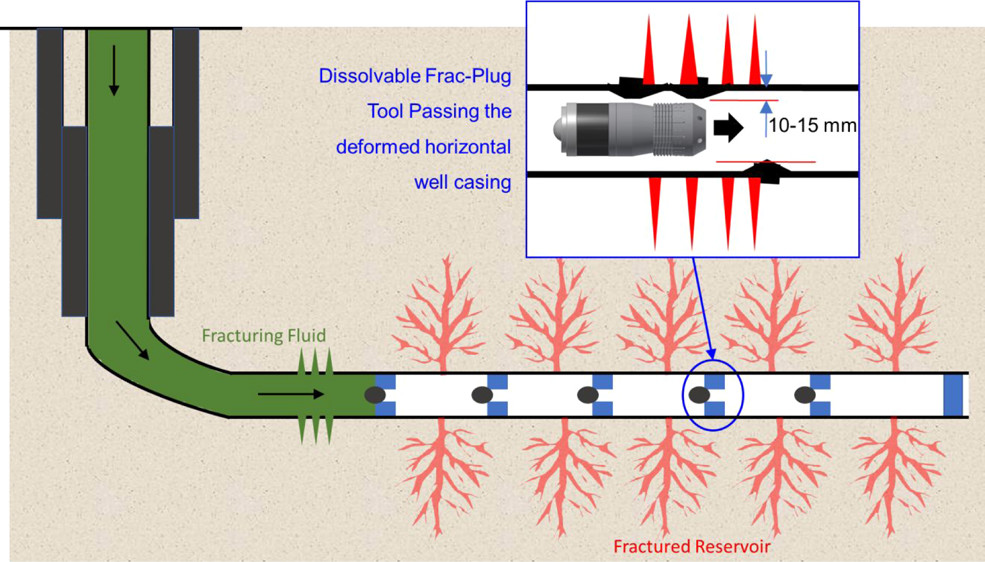 Dissolvable Frac-Plug
Tool Passing the
deformed horizontal
well casing
10-15 mm
Fracturing Fluid
Fractured Reservoir